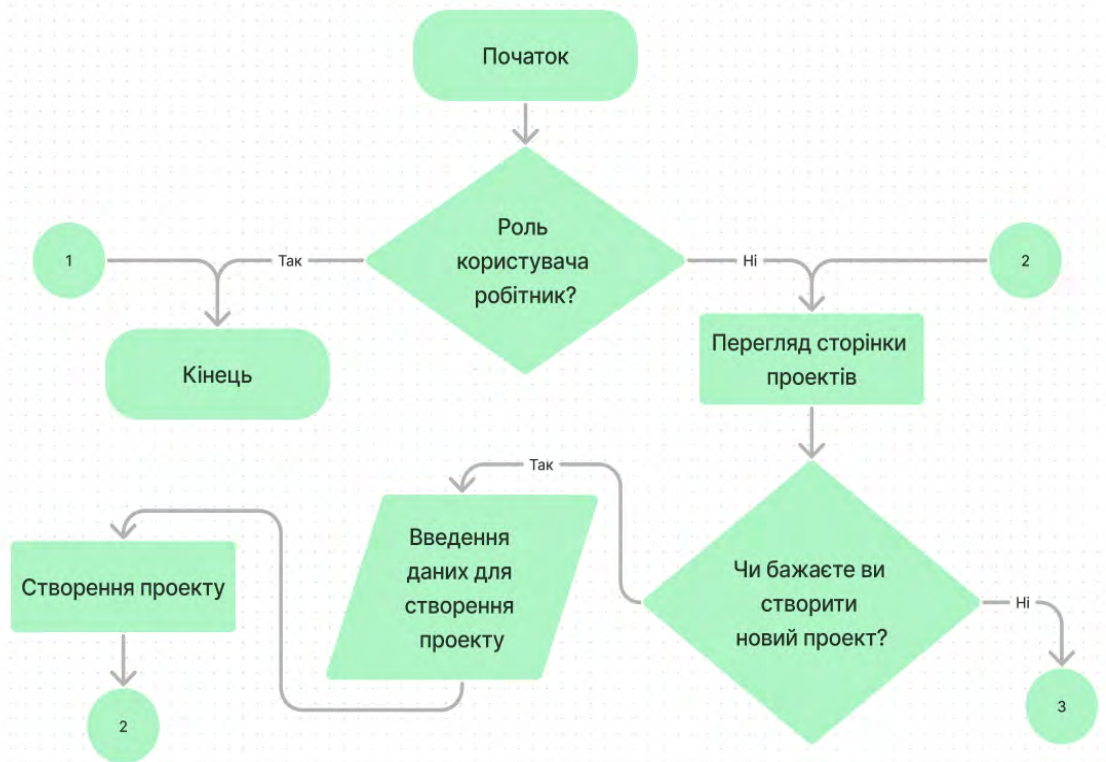 Початок
Роль
користувача
робітник?
1
Так
Ні
2
Кінець
Перегляд сторінки
проектів
Так
Введення
даних для
створення
проекту
Створення проекту
Чи бажаєте ви
створити
новий проект?
Ні
2
3